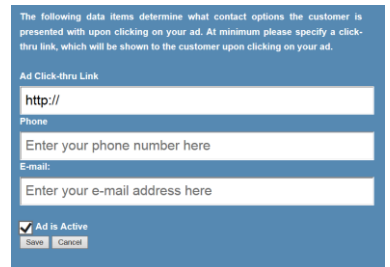 The following data items determine what contact options the customer is
presented with upon clicking on your ad. At minimum please specify a click-
thru link, which will be shown to the customer upon clicking on your ad.
Ad Click-thru Link
http://
Phone
Enter your phone number here
E-mail:
Enter your e-mail address here
Ad is Active
Save Cancel